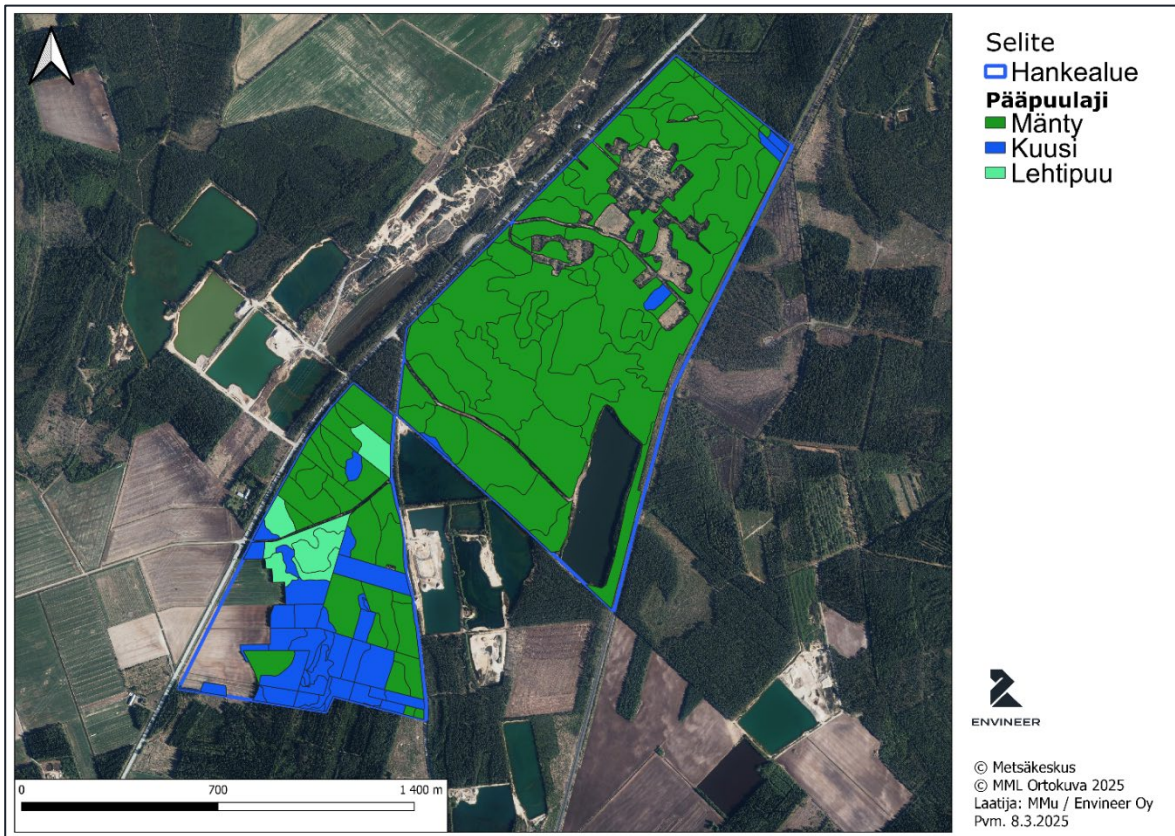 Selite
Hankealue
Pääpuulaji
Mänty
Kuusi
Lehtipuu
ENVINEER
© Metsäkeskus
© MML Ortokuva 2025
Laatija: MMu / Envineer Oy
Pvm. 8.3.2025
0 700 1 400 m